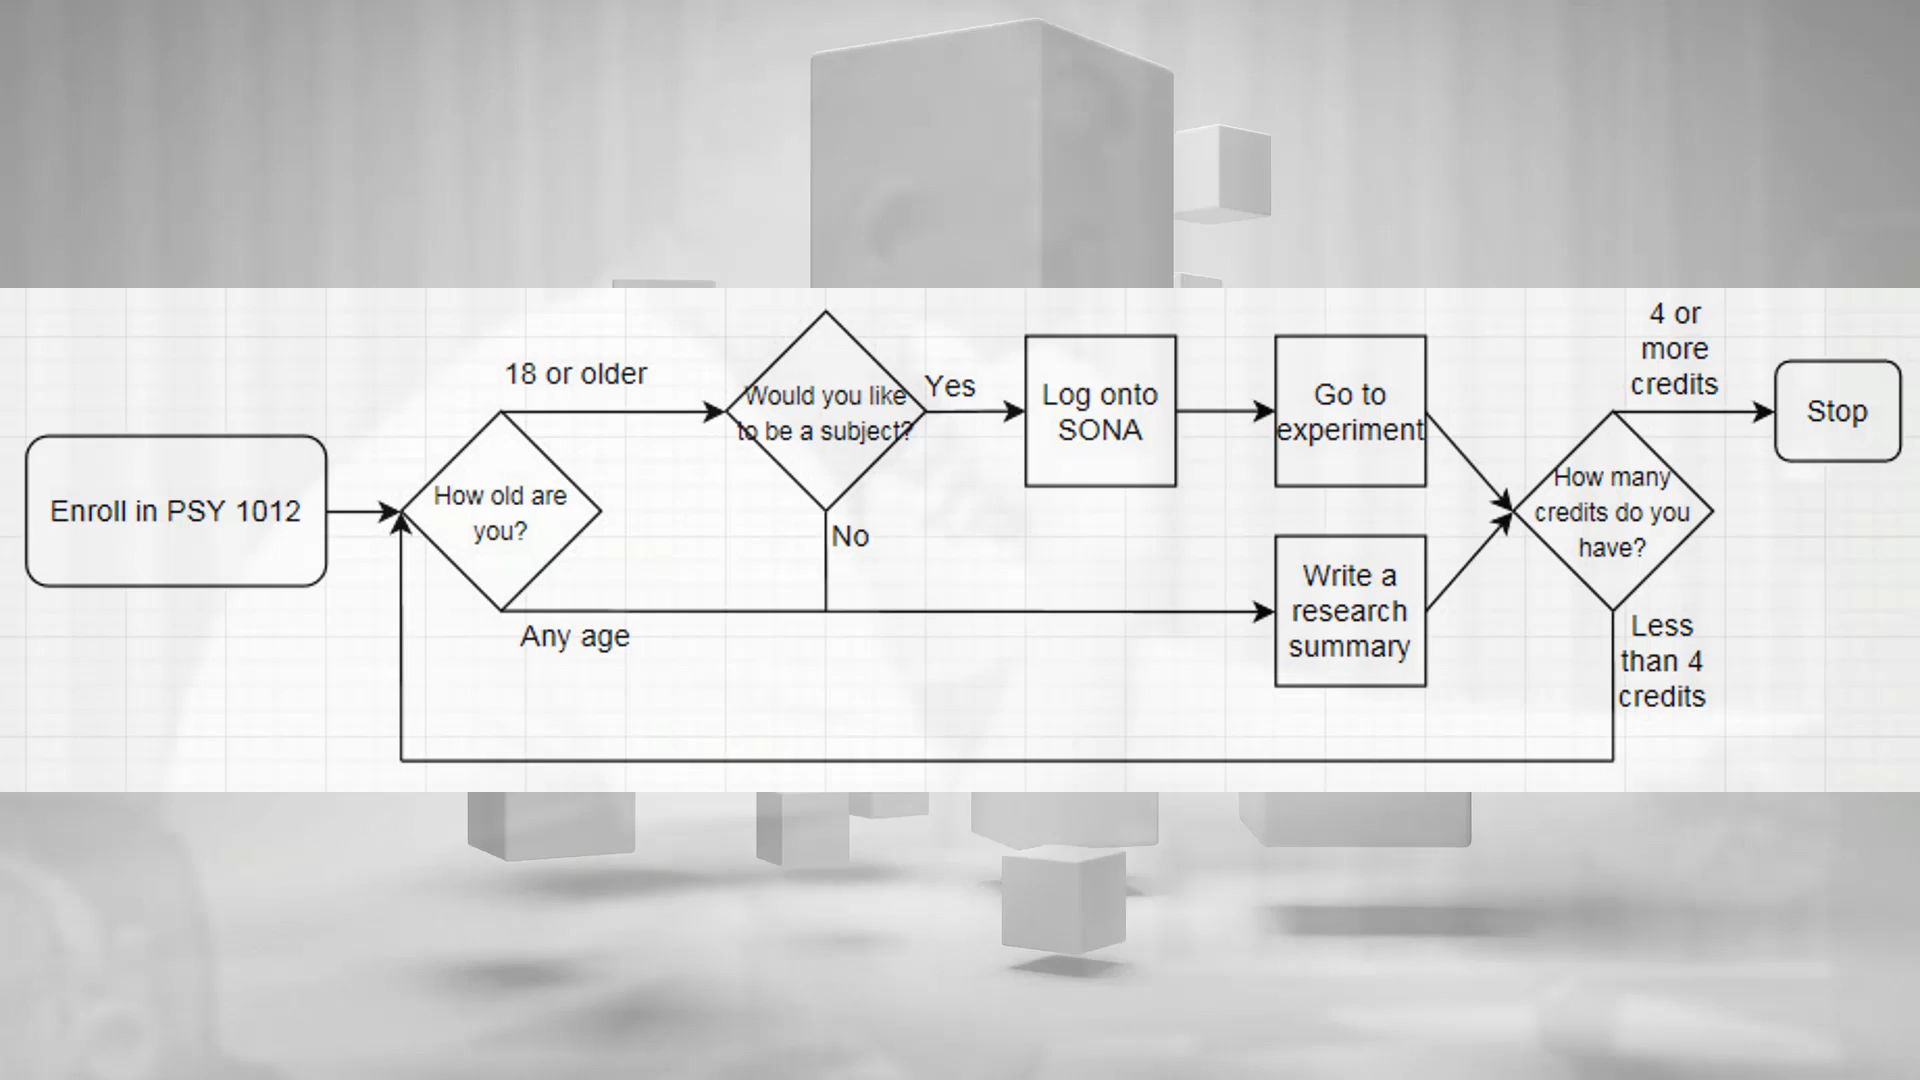 Enroll in PSY 1012
How old are
you?
18 or older
Any age
Would you like
to be a subject?
Yes
No
Log onto
SONA
Go to
experiment
Write a
research
summary
How many
credits do you
have?
4 or
more
credits
Less
than 4
credits
Stop